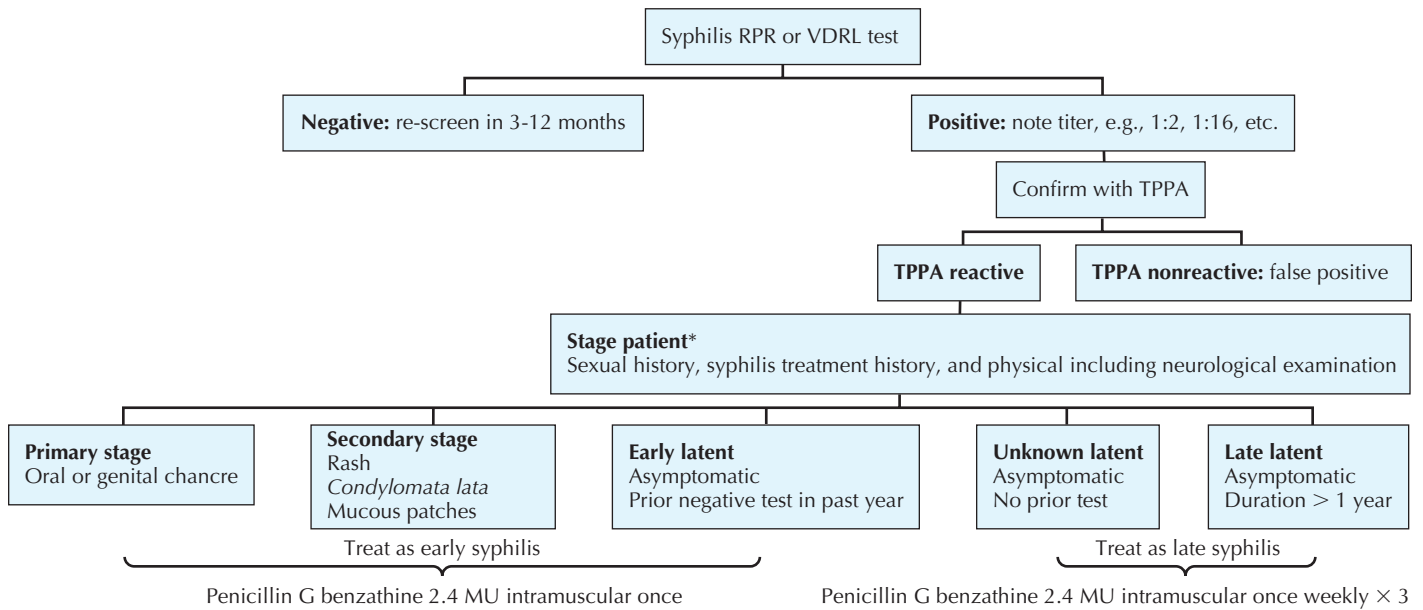 Syphilis RPR or VDRL test
Negative: re-screen in 3-12 months
Positive: note titer, e.g., 1:2, 1:16, etc.
Confirm with TPPA
TPPA reactive
TPPA nonreactive: false positive
Stage patient*
Sexual history, syphilis treatment history, and physical including neurological examination
Primary stage
Oral or genital chancre
Secondary stage
Rash
Condylomata lata
Mucous patches
Early latent
Asymptomatic
Prior negative test in past year
Unknown latent
Asymptomatic
No prior test
Late latent
Asymptomatic
Duration > 1 year
Treat as early syphilis
Treat as late syphilis
Penicillin G benzathine 2.4 MU intramuscular once
Penicillin G benzathine 2.4 MU intramuscular once weekly × 3